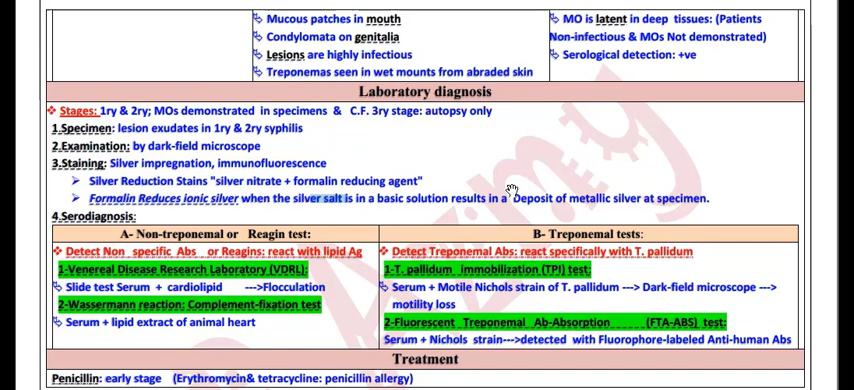 Mucous patches in mouth
Condylomata on genitalia
Lesions are highly infectious
Treponemas seen in wet mounts from abraded skin
MO is latent in deep tissues: (Patients
Non-infectious & MOs Not demonstrated)
Serological detection: +ve
Laboratory diagnosis
Stages: 1ry & 2ry; MOs demonstrated in specimens & C.F. 3ry stage: autopsy only
1.Specimen: lesion exudates in 1ry & 2ry syphilis
2.Examination: by dark-field microscope
3.Staining: Silver impregnation, immunofluorescence
Silver Reduction Stains "silver nitrate + formalin reducing agent"
Formalin Reduces ionic silver when the silver salt is in a basic solution results in a Deposit of metallic silver at specimen.
4.Serodiagnosis:
A- Non-treponemal or Reagin test:
Detect Non specific Abs or Reagins: react with lipid Ag
1-Venereal Disease Research Laboratory (VDRL):
Slide test Serum + cardiolipid --->Flocculation
2-Wassermann reaction: Complement-fixation test
Serum + lipid extract of animal heart
B- Treponemal tests:
Detect Treponemal Abs: react specifically with T. pallidum
1-T. pallidum immobilization (TPI) test:
Serum + Motile Nichols strain of T. pallidum ---> Dark-field microscope --->
motility loss
2-Fluorescent Treponemal Ab-Absorption (FTA-ABS) test:
Serum + Nichols strain--->detected with Fluorophore-labeled Anti-human Abs
Treatment
Penicillin: early stage (Erythromycin& tetracycline: penicillin allergy)
Azimy